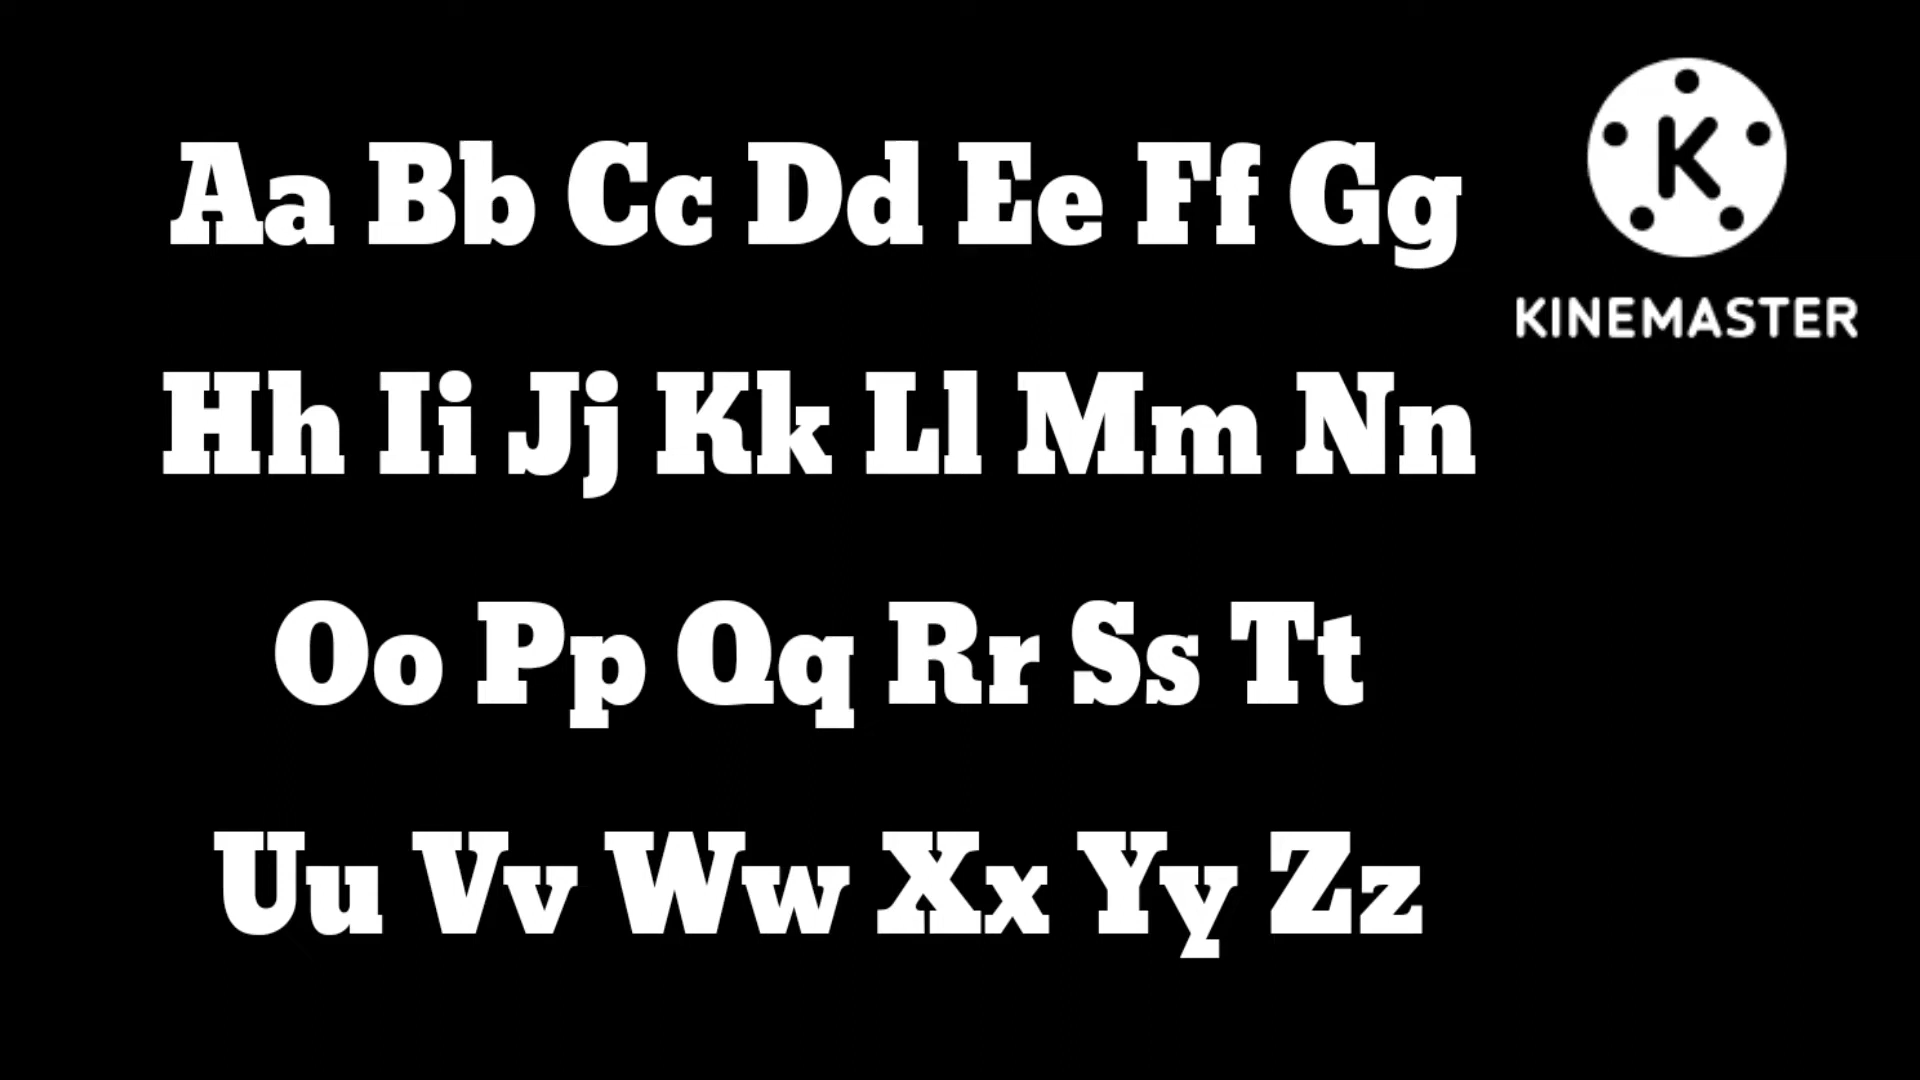 Aa Bb Cc Dd Ee Ff Gg
K
KINEMASTER
Hh Ii Jj Kk Ll Mm Nn
Oo Pp Qq Rr Ss Tt
Uu Vv Ww Xx Yy Zz